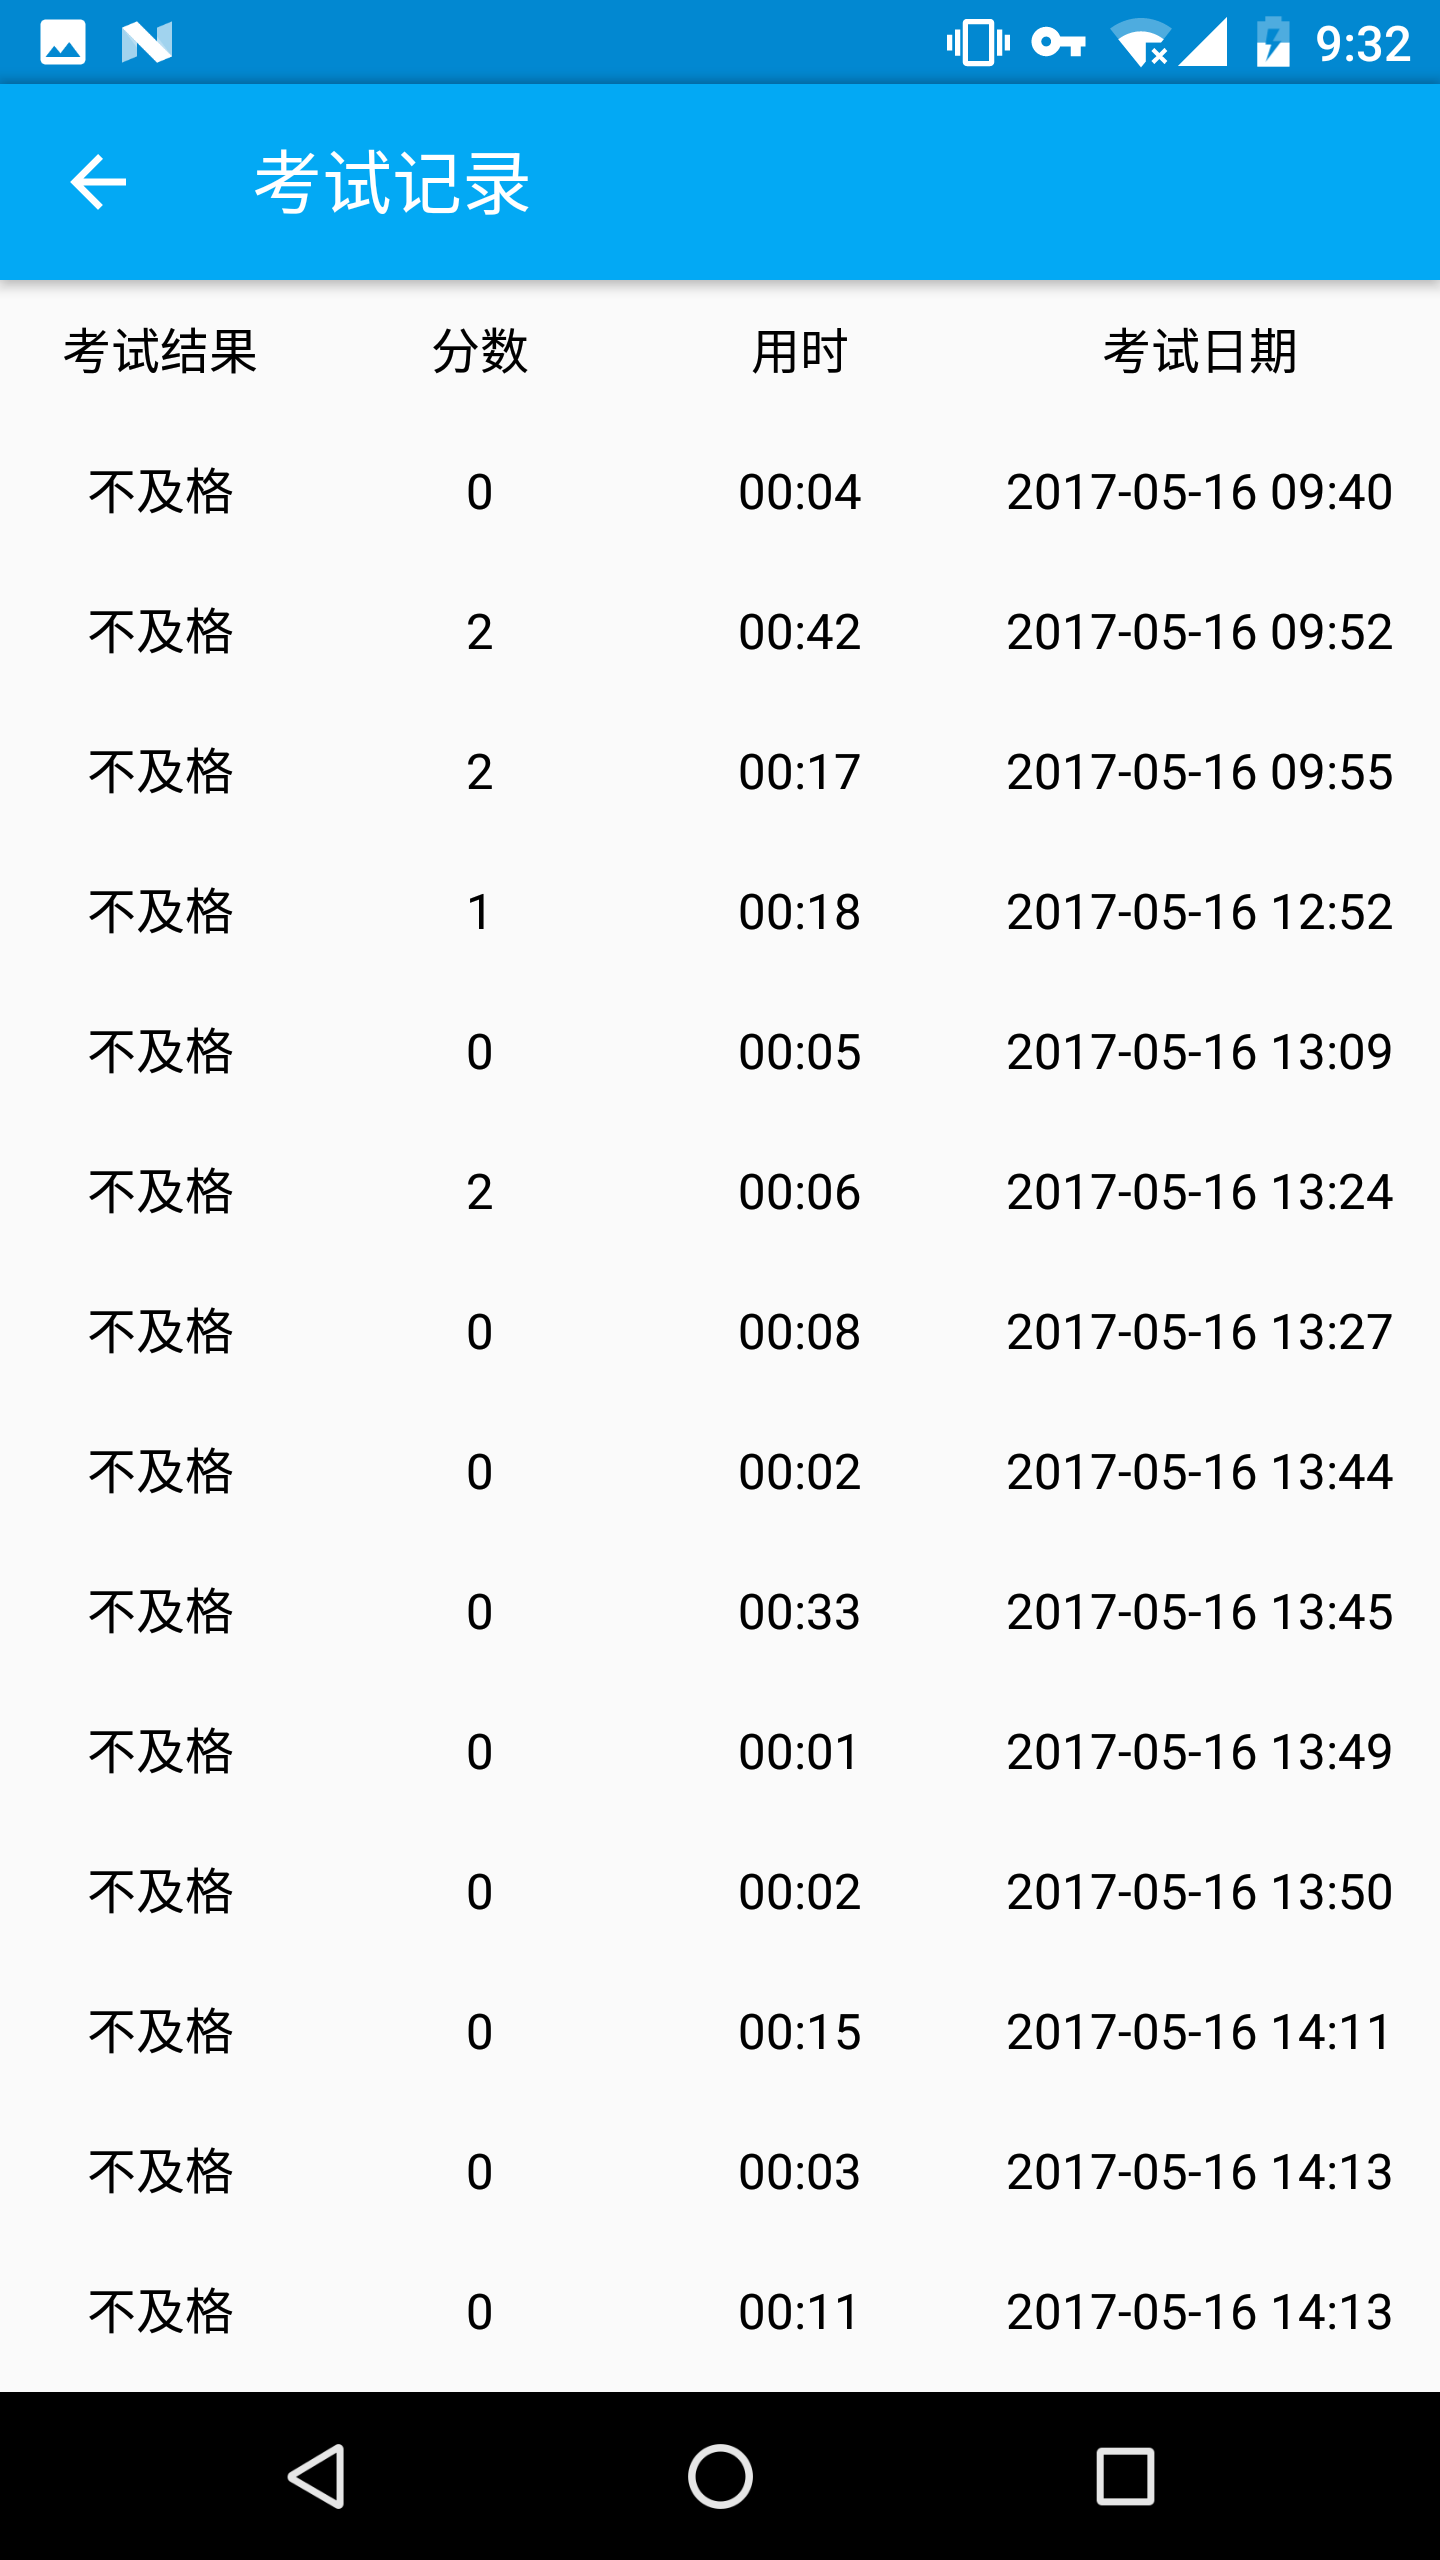 9:32
考试记录
考试结果 分数 用时 考试日期
不及格 0 00:04 2017-05-16 09:40
不及格 2 00:42 2017-05-16 09:52
不及格 2 00:17 2017-05-16 09:55
不及格 1 00:18 2017-05-16 12:52
不及格 0 00:05 2017-05-16 13:09
不及格 2 00:06 2017-05-16 13:24
不及格 0 00:08 2017-05-16 13:27
不及格 0 00:02 2017-05-16 13:44
不及格 0 00:33 2017-05-16 13:45
不及格 0 00:01 2017-05-16 13:49
不及格 0 00:02 2017-05-16 13:50
不及格 0 00:15 2017-05-16 14:11
不及格 0 00:03 2017-05-16 14:13
不及格 0 00:11 2017-05-16 14:13